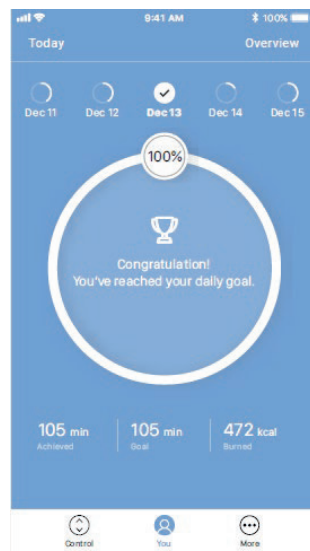 9:41 AM 100%
Today Overview
Dec 11 Dec 12 Dec 13 Dec 14 Dec 15
100%
Congratulation!
You've reached your daily goal.
105 min 105 min 472 kcal
Achieved Goal Burned
Control You More